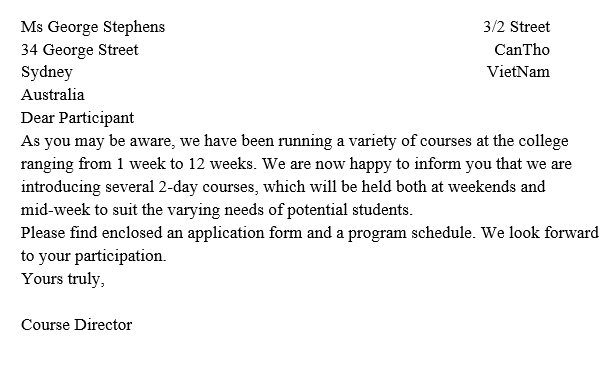 Ms George Stephens 3/2 Street
34 George Street CanTho
Sydney VietNam
Australia
Dear Participant
As you may be aware, we have been running a variety of courses at the college
ranging from 1 week to 12 weeks. We are now happy to inform you that we are
introducing several 2-day courses, which will be held both at weekends and
mid-week to suit the varying needs of potential students.
Please find enclosed an application form and a program schedule. We look forward
to your participation.
Yours truly,
Course Director